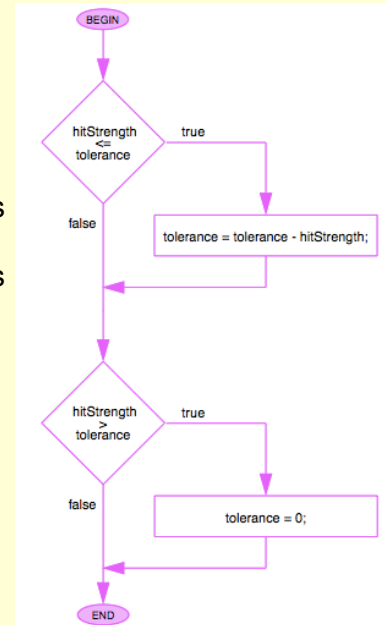 BEGIN
hitStrength
<=
tolerance
true
false
s
tolerance = tolerance - hitStrength;
s
hitStrength
>
tolerance
true
false
tolerance = 0;
END